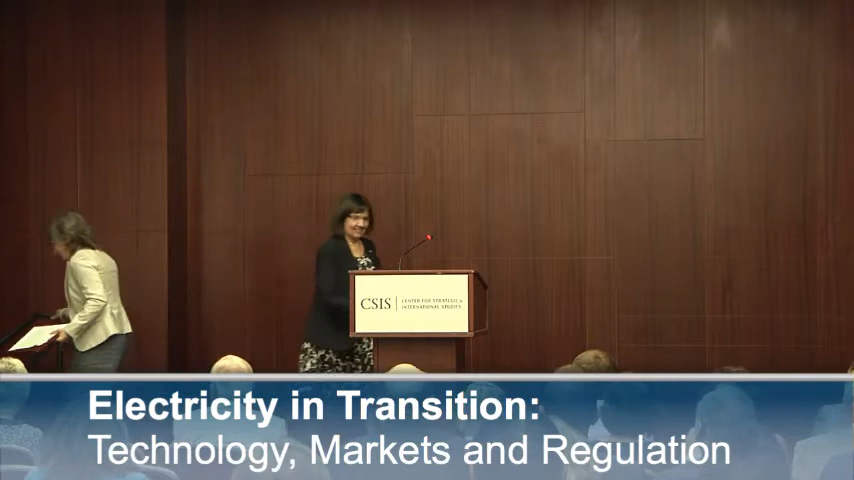 CSIS
CENTER FOR STRATEGIC &
INTERNATIONAL STUDIES
Electricity in Transition:
Technology, Markets and Regulation